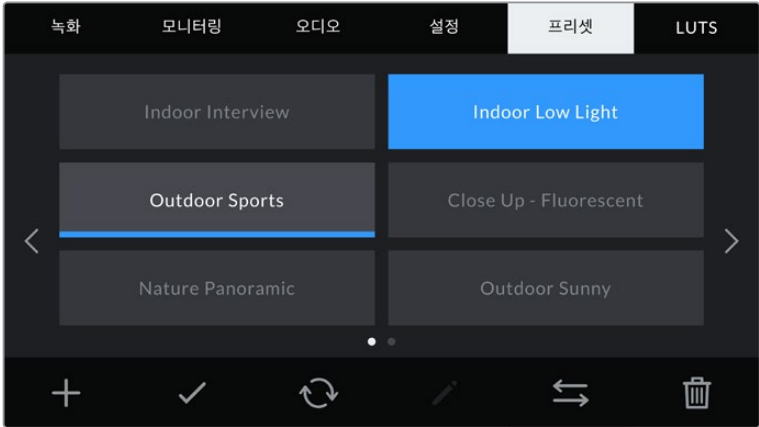 녹화 모니터링 오디오 설정 프리셋 LUTS
Indoor Interview Indoor Low Light
Outdoor Sports Close Up - Fluorescent
Nature Panoramic Outdoor Sunny